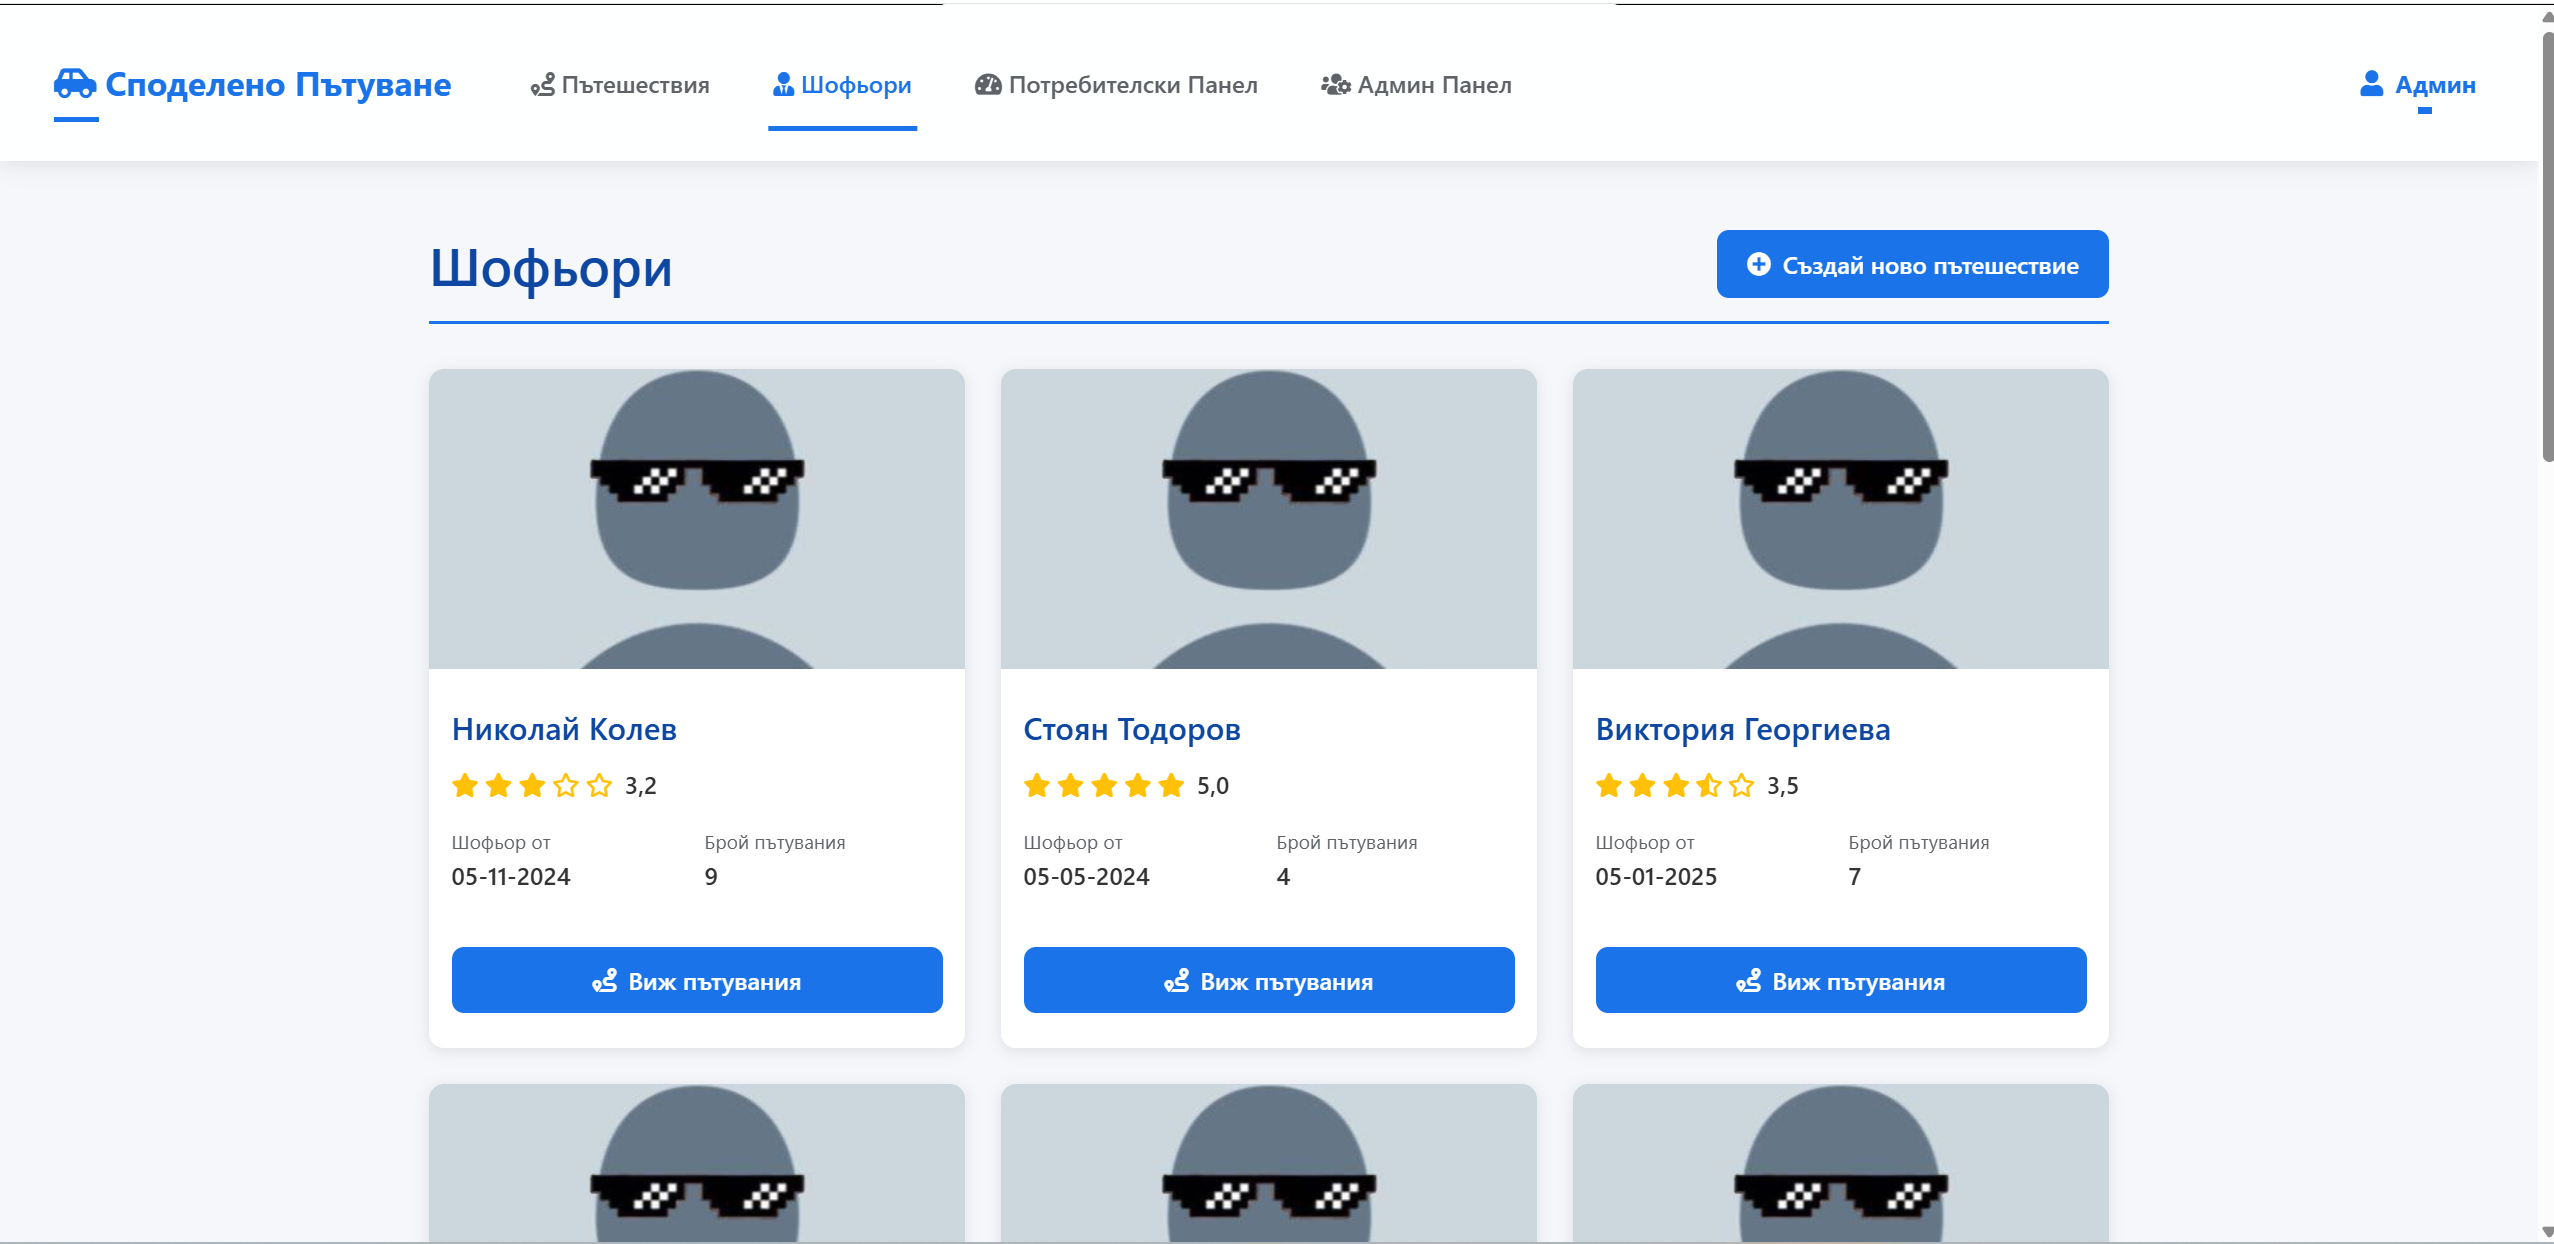 Споделено Пътуване
Пътешествия
Шофьори
Потребителски Панел
Админ Панел
Админ
Шофьори
Създай ново пътешествие
Николай Колев
3,2
Шофьор от
Брой пътувания
05-11-2024
9
Виж пътувания
Стоян Тодоров
5,0
Шофьор от
Брой пътувания
05-05-2024
4
Виж пътувания
Виктория Георгиева
3,5
Шофьор от
Брой пътувания
05-01-2025
7
Виж пътувания